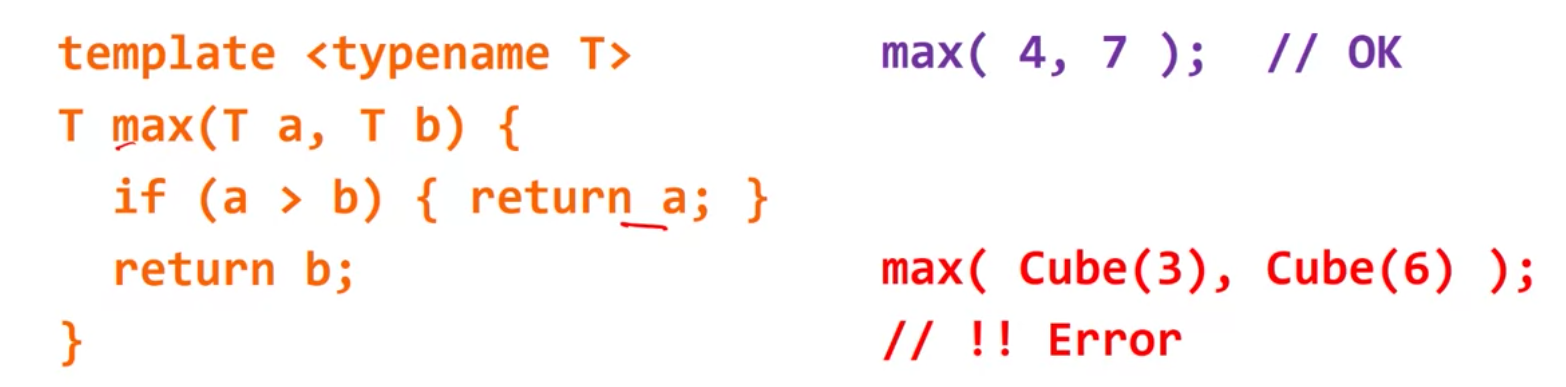 template <typename T>
T max(T a, T b) {
  if (a > b) { return a; }
  return b;
}
max( 4, 7 );  // OK
max( Cube(3), Cube(6) );
// !! Error